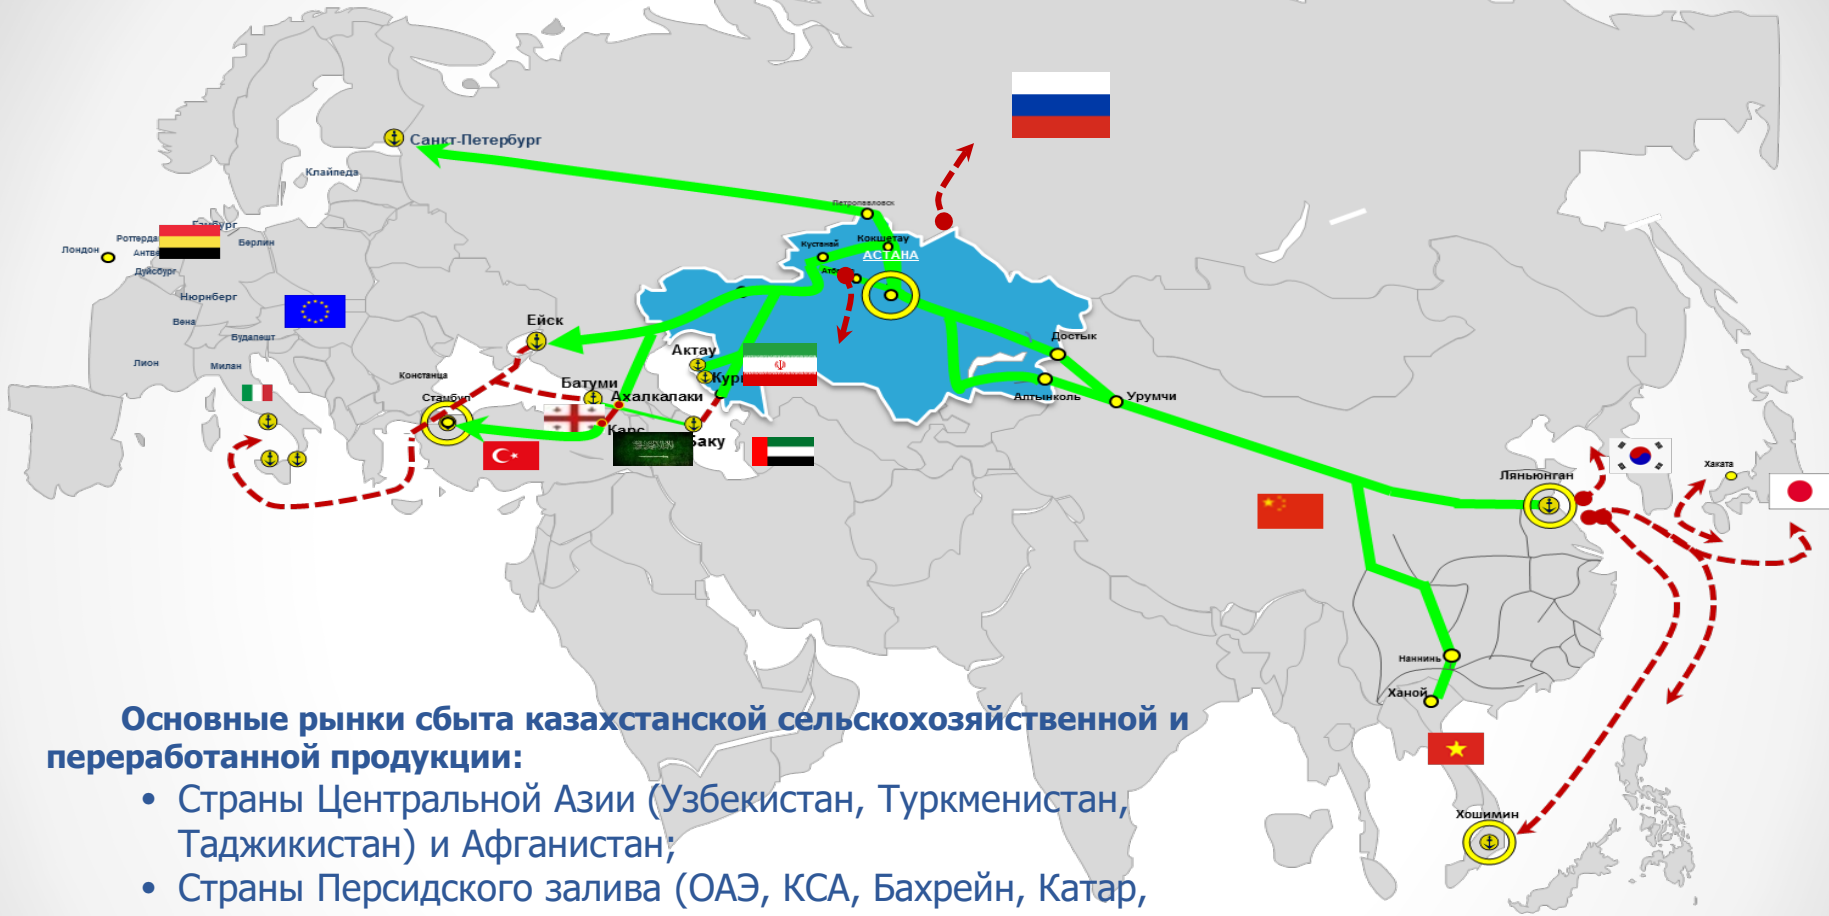 Санкт-Петербург
Клайпеда
Лондон
Берлин
Дуйсбург
Нюрнберг
Вена
Будапешт
Лион
Милан
Констанца
Стамбул
Ейск
Батуми
Ахалкалаки
Карс
Баку
Актау
Петропавловск
Кустанай
Кокшетау
АСТАНА
Достык
Алтынколь
Урумчи
Ляньюнган
Хаката
Наннинь
Ханой
Хошимин
Основные рынки сбыта казахстанской сельскохозяйственной и
переработанной продукции:
• Страны Центральной Азии (Узбекистан, Туркменистан,
Таджикистан) и Афганистан;
• Страны Персидского залива (ОАЭ, КСА, Бахрейн, Катар,